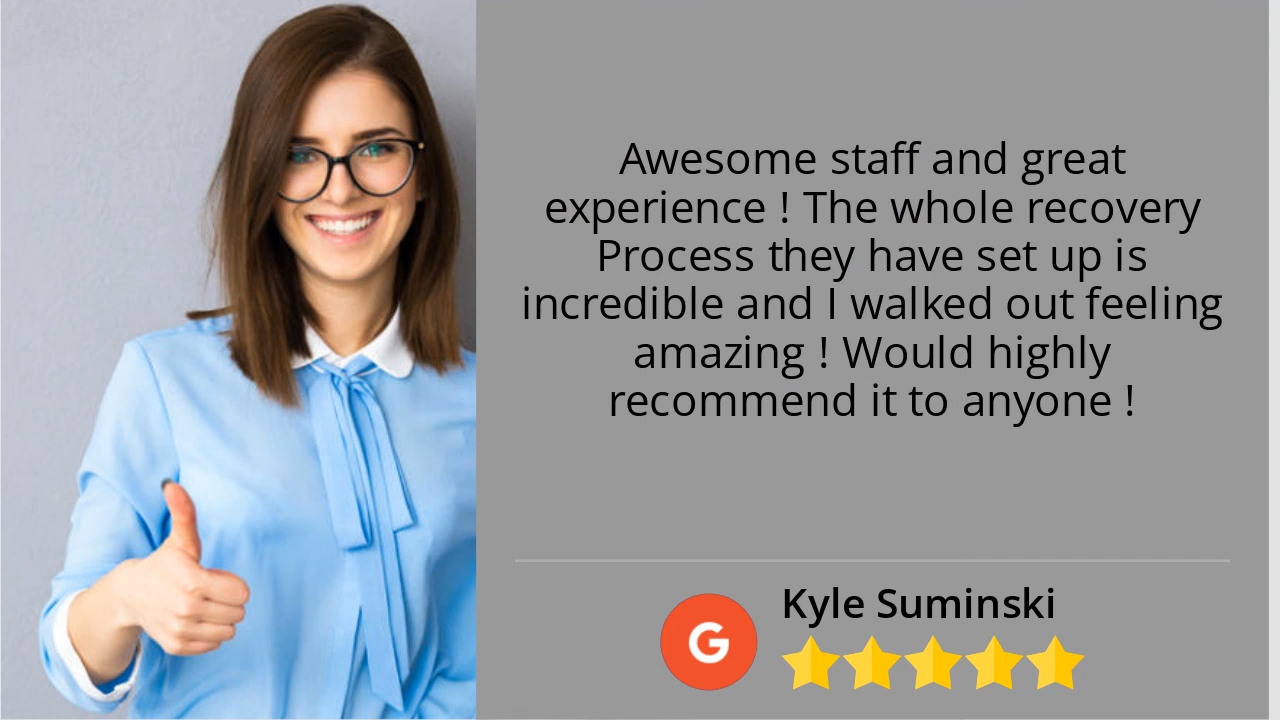 Awesome staff and great
experience ! The whole recovery
Process they have set up is
incredible and I walked out feeling
amazing ! Would highly
recommend it to anyone !
G
Kyle Suminski